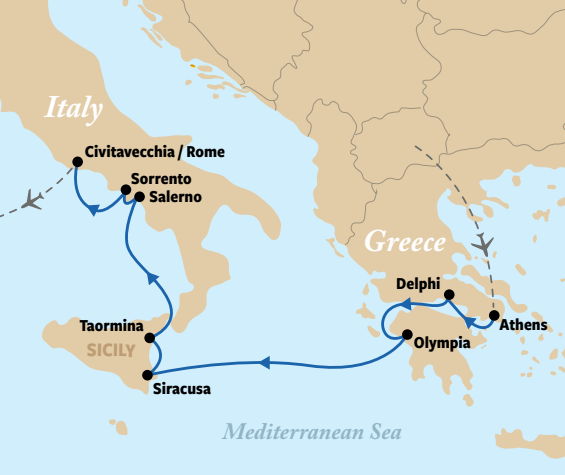 Italy
Civitavecchia / Rome
Sorrento
Salerno
Greece
Delphi
Athens
Taormina
SICILY
Olympia
Siracusa
Mediterranean Sea